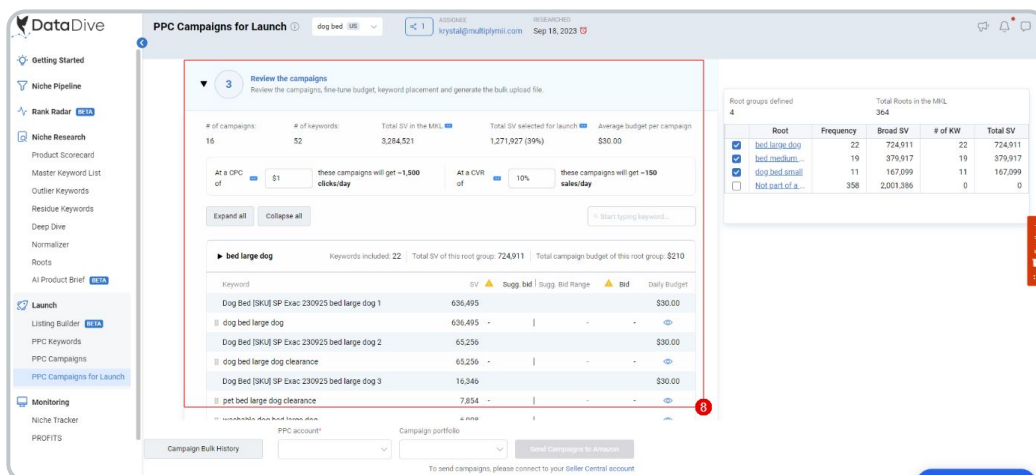 DataDive
PPC Campaigns for Launch
dog bed US
1
ASSIGNEE
krystal@multiplymii.com
RESEARCHED
Sep 18, 2023
Getting Started
Niche Pipeline
Rank Radar BETA
Niche Research
Product Scorecard
Master Keyword List
Outlier Keywords
Residue Keywords
Deep Dive
Normalizer
Roots
AI Product Brief BETA
Launch
Listing Builder BETA
PPC Keywords
PPC Campaigns
PPC Campaigns for Launch
Monitoring
Niche Tracker
PROFITS
3
Review the campaigns
Review the campaigns, fine-tune budget, keyword placement and generate the bulk upload file.
# of campaigns: # of keywords: Total SV in the MKL Total SV selected for launch Average budget per campaign
16 52 3,284,521 1,271,927 (39%) $30.00
At a CPC of $1 these campaigns will get ~1,500 clicks/day
At a CVR of 10% these campaigns will get ~150 sales/day
Expand all Collapse all Start typing keyword...
bed large dog Keywords included: 22 Total SV of this root group: 724,911 Total campaign budget of this root group: $210
Keyword SV Sugg. bid Sugg. Bid Range Bid Daily Budget
Dog Bed [SKU] SP Exac 230925 bed large dog 1 636,495 $30.00
dog bed large dog 636,495 - | - -
Dog Bed [SKU] SP Exac 230925 bed large dog 2 65,256 $30.00
dog bed large dog clearance 65,256 - | - -
Dog Bed [SKU] SP Exac 230925 bed large dog 3 16,346 $30.00
pet bed large dog clearance 7,854 - | - -
washable dog bed large dog 6,008
8
Campaign Bulk History
PPC account*
Campaign portfolio
Send Campaigns to Amazon
To send campaigns, please connect to your Seller Central account
Root groups defined Total Roots in the MKL
4 364
Root Frequency Broad SV # of KW Total SV
bed large dog 22 724,911 22 724,911
bed medium ... 19 379,917 19 379,917
dog bed small 11 167,099 11 167,099
Not part of a ... 358 2,001,386 0 0